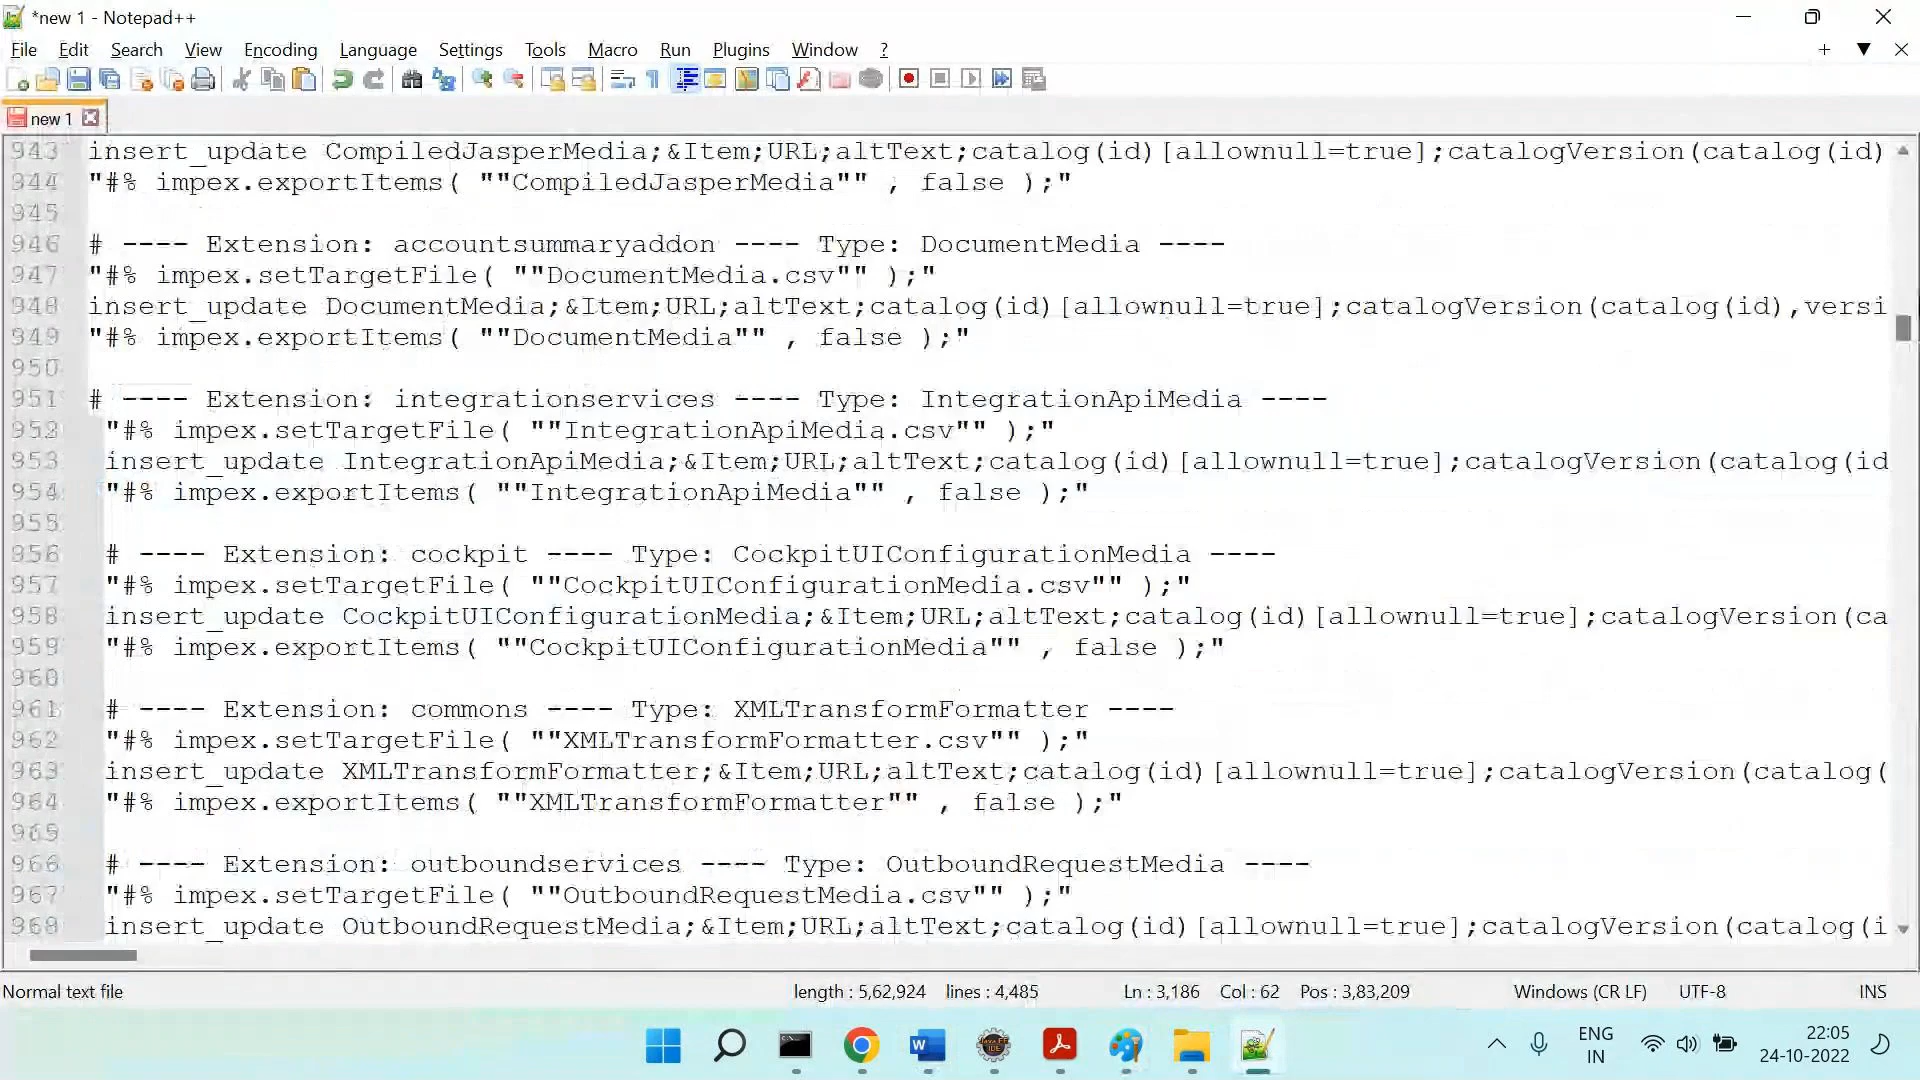 *new 1 - Notepad++
File Edit Search View Encoding Language Settings Tools Macro Run Plugins Window ?
new 1
943 insert_update CompiledJasperMedia;&Item;URL;altText;catalog(id)[allownull=true];catalogVersion(catalog(id)
944 "#% impex.exportItems( ""CompiledJasperMedia"" , false );"
945
946 # ---- Extension: accountsummaryaddon ---- Type: DocumentMedia ----
947 "#% impex.setTargetFile( ""DocumentMedia.csv"" );"
948 insert_update DocumentMedia;&Item;URL;altText;catalog(id)[allownull=true];catalogVersion(catalog(id),versi
949 "#% impex.exportItems( ""DocumentMedia"" , false );"
950
951 # ---- Extension: integrationservices ---- Type: IntegrationApiMedia ----
952 "#% impex.setTargetFile( ""IntegrationApiMedia.csv"" );"
953 insert_update IntegrationApiMedia;&Item;URL;altText;catalog(id)[allownull=true];catalogVersion(catalog(id
954 "#% impex.exportItems( ""IntegrationApiMedia"" , false );"
955
956 # ---- Extension: cockpit ---- Type: CockpitUIConfigurationMedia ----
957 "#% impex.setTargetFile( ""CockpitUIConfigurationMedia.csv"" );"
958 insert_update CockpitUIConfigurationMedia;&Item;URL;altText;catalog(id)[allownull=true];catalogVersion(ca
959 "#% impex.exportItems( ""CockpitUIConfigurationMedia"" , false );"
960
961 # ---- Extension: commons ---- Type: XMLTransformFormatter ----
962 "#% impex.setTargetFile( ""XMLTransformFormatter.csv"" );"
963 insert_update XMLTransformFormatter;&Item;URL;altText;catalog(id)[allownull=true];catalogVersion(catalog(
964 "#% impex.exportItems( ""XMLTransformFormatter"" , false );"
965
966 # ---- Extension: outboundservices ---- Type: OutboundRequestMedia ----
967 "#% impex.setTargetFile( ""OutboundRequestMedia.csv"" );"
968 insert_update OutboundRequestMedia;&Item;URL;altText;catalog(id)[allownull=true];catalogVersion(catalog(i
Normal text file length : 5,62,924 lines : 4,485 Ln : 3,186 Col : 62 Pos : 3,83,209 Windows (CR LF) UTF-8 INS
ENG 22:05
IN 24-10-2022